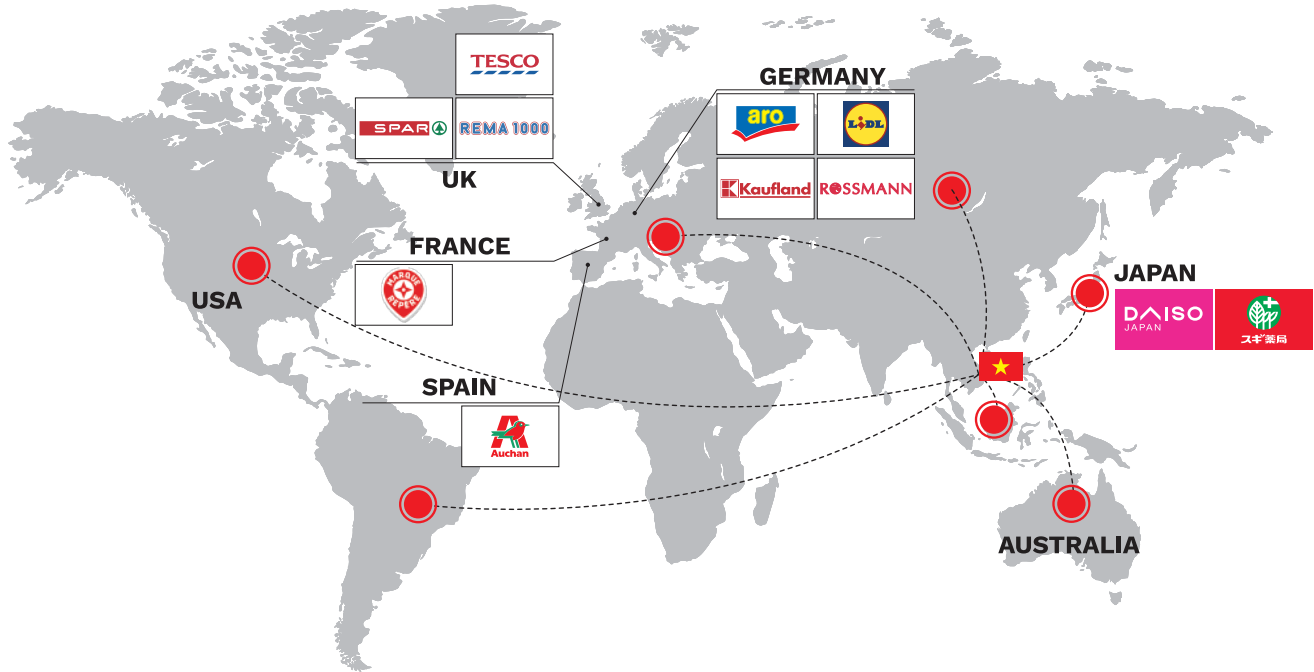 TESCO
SPAR
REMA 1000
UK
GERMANY
aro
LiDL
Kaufland
ROSSMANN
FRANCE
MARQUE
REPÈRE
USA
JAPAN
DAISO
JAPAN
スギ薬局
SPAIN
Auchan
AUSTRALIA